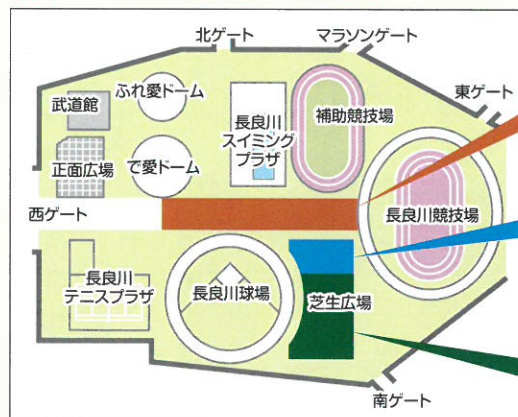 北ゲート
マラソンゲート
東ゲート
武道館
ふれ愛ドーム
長良川
スイミング
プラザ
補助競技場
正面広場
で愛ドーム
西ゲート
長良川競技場
長良川
テニスプラザ
長良川球場
芝生広場
南ゲート